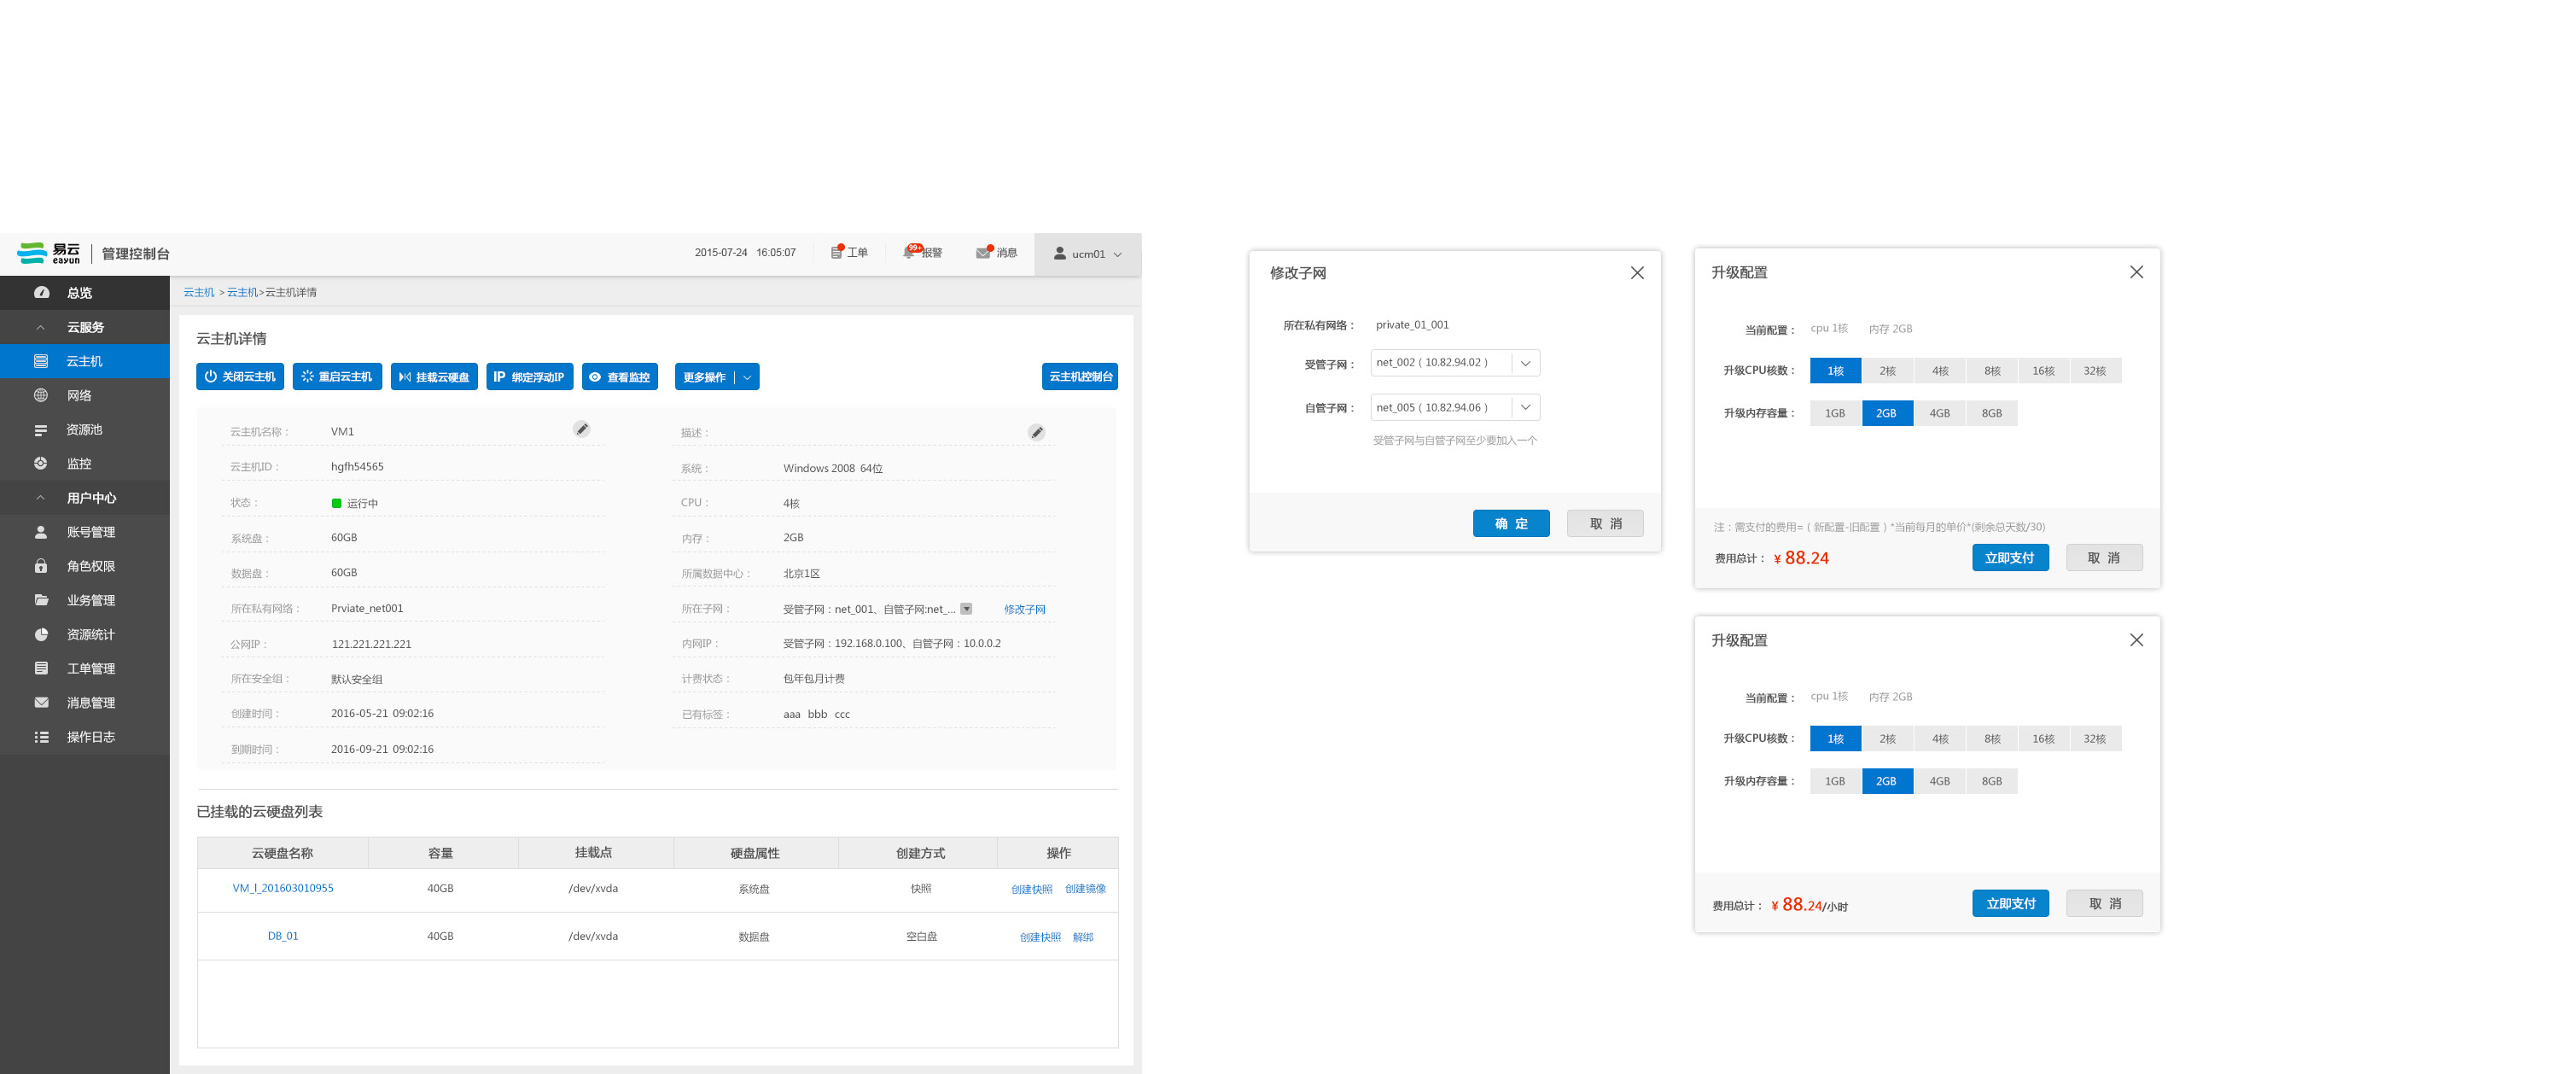 易云 eayun 管理控制台 2015-07-24 16:05:07 工单 99+ 报警 消息 ucm01
总览
云服务
云主机
网络
资源池
监控
用户中心
账号管理
角色权限
业务管理
资源统计
工单管理
消息管理
操作日志
云主机 > 云主机>云主机详情
云主机详情
关闭云主机 重启云主机 挂载云硬盘 IP 绑定浮动IP 查看监控 更多操作 云主机控制台
云主机名称： VM1 描述：
云主机ID： hgfh54565 系统： Windows 2008 64位
状态： 运行中 CPU： 4核
系统盘： 60GB 内存： 2GB
数据盘： 60GB 所属数据中心： 北京1区
所在私有网络： Prviate_net001 所在子网： 受管子网：net_001、自管子网:net_... 修改子网
公网IP： 121.221.221.221 内网IP： 受管子网：192.168.0.100、自管子网：10.0.0.2
所在安全组： 默认安全组 计费状态： 包年包月计费
创建时间： 2016-05-21 09:02:16 已有标签： aaa bbb ccc
到期时间： 2016-09-21 09:02:16
已挂载的云硬盘列表
云硬盘名称 容量 挂载点 硬盘属性 创建方式 操作
VM_l_201603010955 40GB /dev/xvda 系统盘 快照 创建快照 创建镜像
DB_01 40GB /dev/xvda 数据盘 空白盘 创建快照 解绑
修改子网
所在私有网络： private_01_001
受管子网： net_002（10.82.94.02）
自管子网： net_005（10.82.94.06）
受管子网与自管子网至少要加入一个
确 定 取 消
升级配置
当前配置： cpu 1核 内存 2GB
升级CPU核数： 1核 2核 4核 8核 16核 32核
升级内存容量： 1GB 2GB 4GB 8GB
注：需支付的费用=（新配置-旧配置）*当前每月的单价*(剩余总天数/30)
费用总计： ¥ 88.24 立即支付 取 消
升级配置
当前配置： cpu 1核 内存 2GB
升级CPU核数： 1核 2核 4核 8核 16核 32核
升级内存容量： 1GB 2GB 4GB 8GB
费用总计： ¥ 88.24/小时 立即支付 取 消